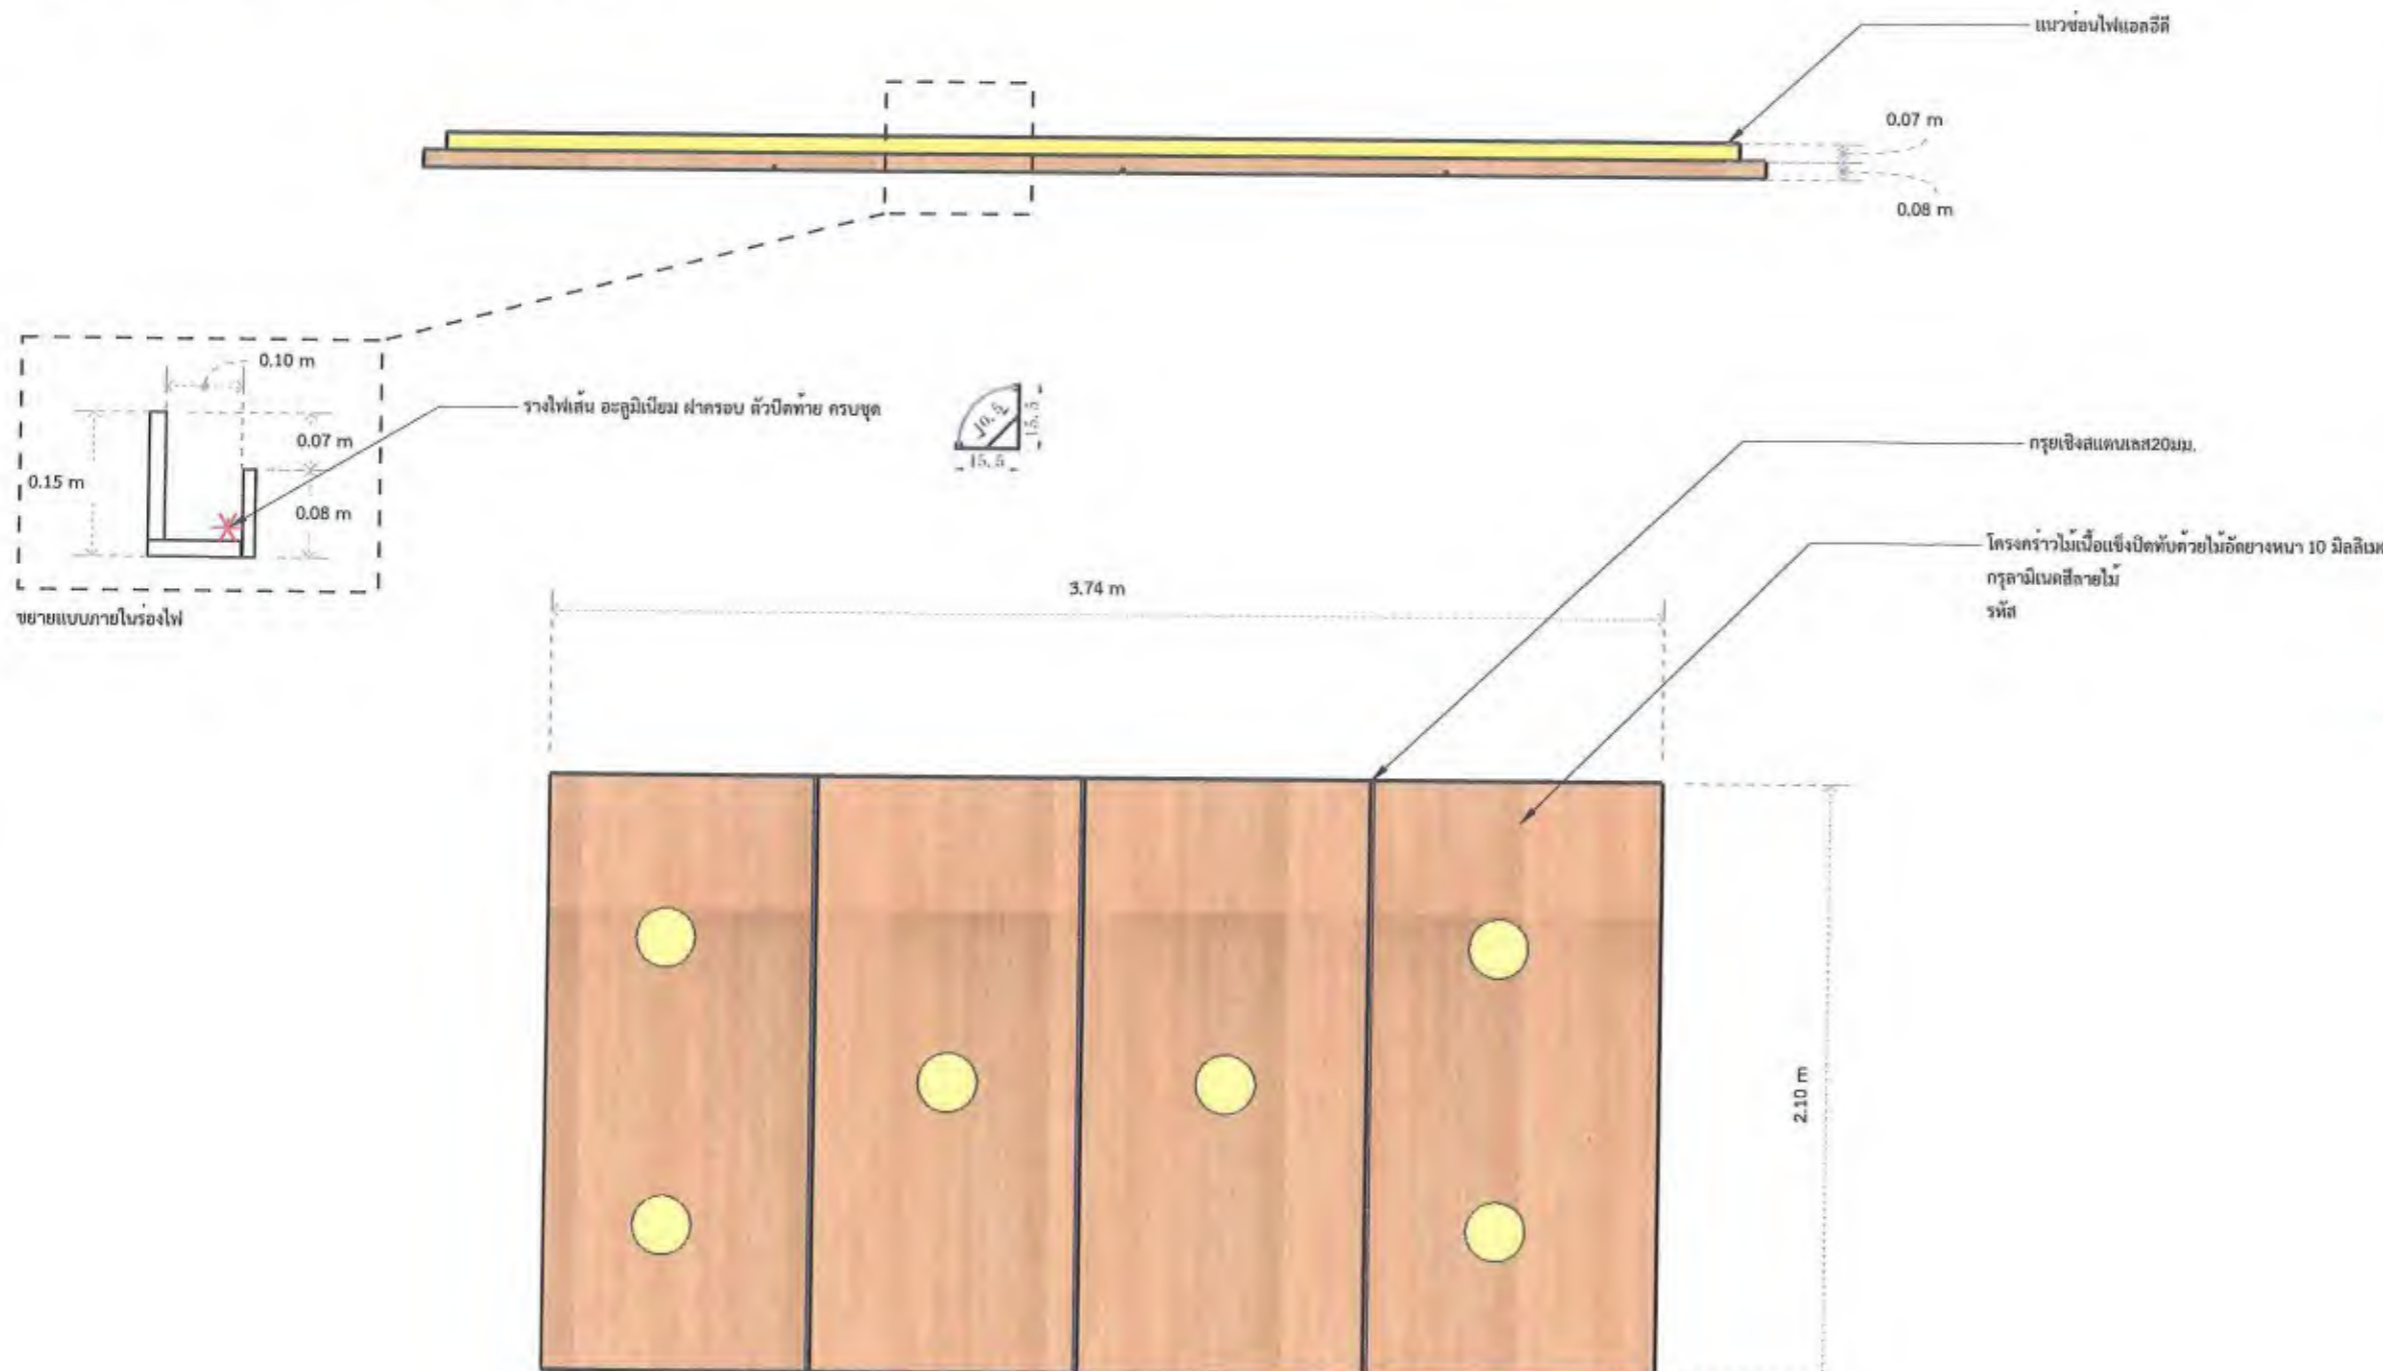 แนวซ่อนไฟแอลอีดี
0.07 m
0.08 m
0.10 m
รางไฟเส้น อะลูมิเนียม ฝาครอบ ตัวปิดท้าย ครบชุด
0.07 m
0.15 m
0.08 m
10.5
15.5
15.5
กรุยเชิงสแตนเลส20มม.
โครงคร่าวไม้เนื้อแข็งปิดทับด้วยไม้อัดยางหนา 10 มิลลิเม
กรุลามิเนตสีลายไม้
รหัส
3.74 m
ขยายแบบภายในร่องไฟ
2.10 m